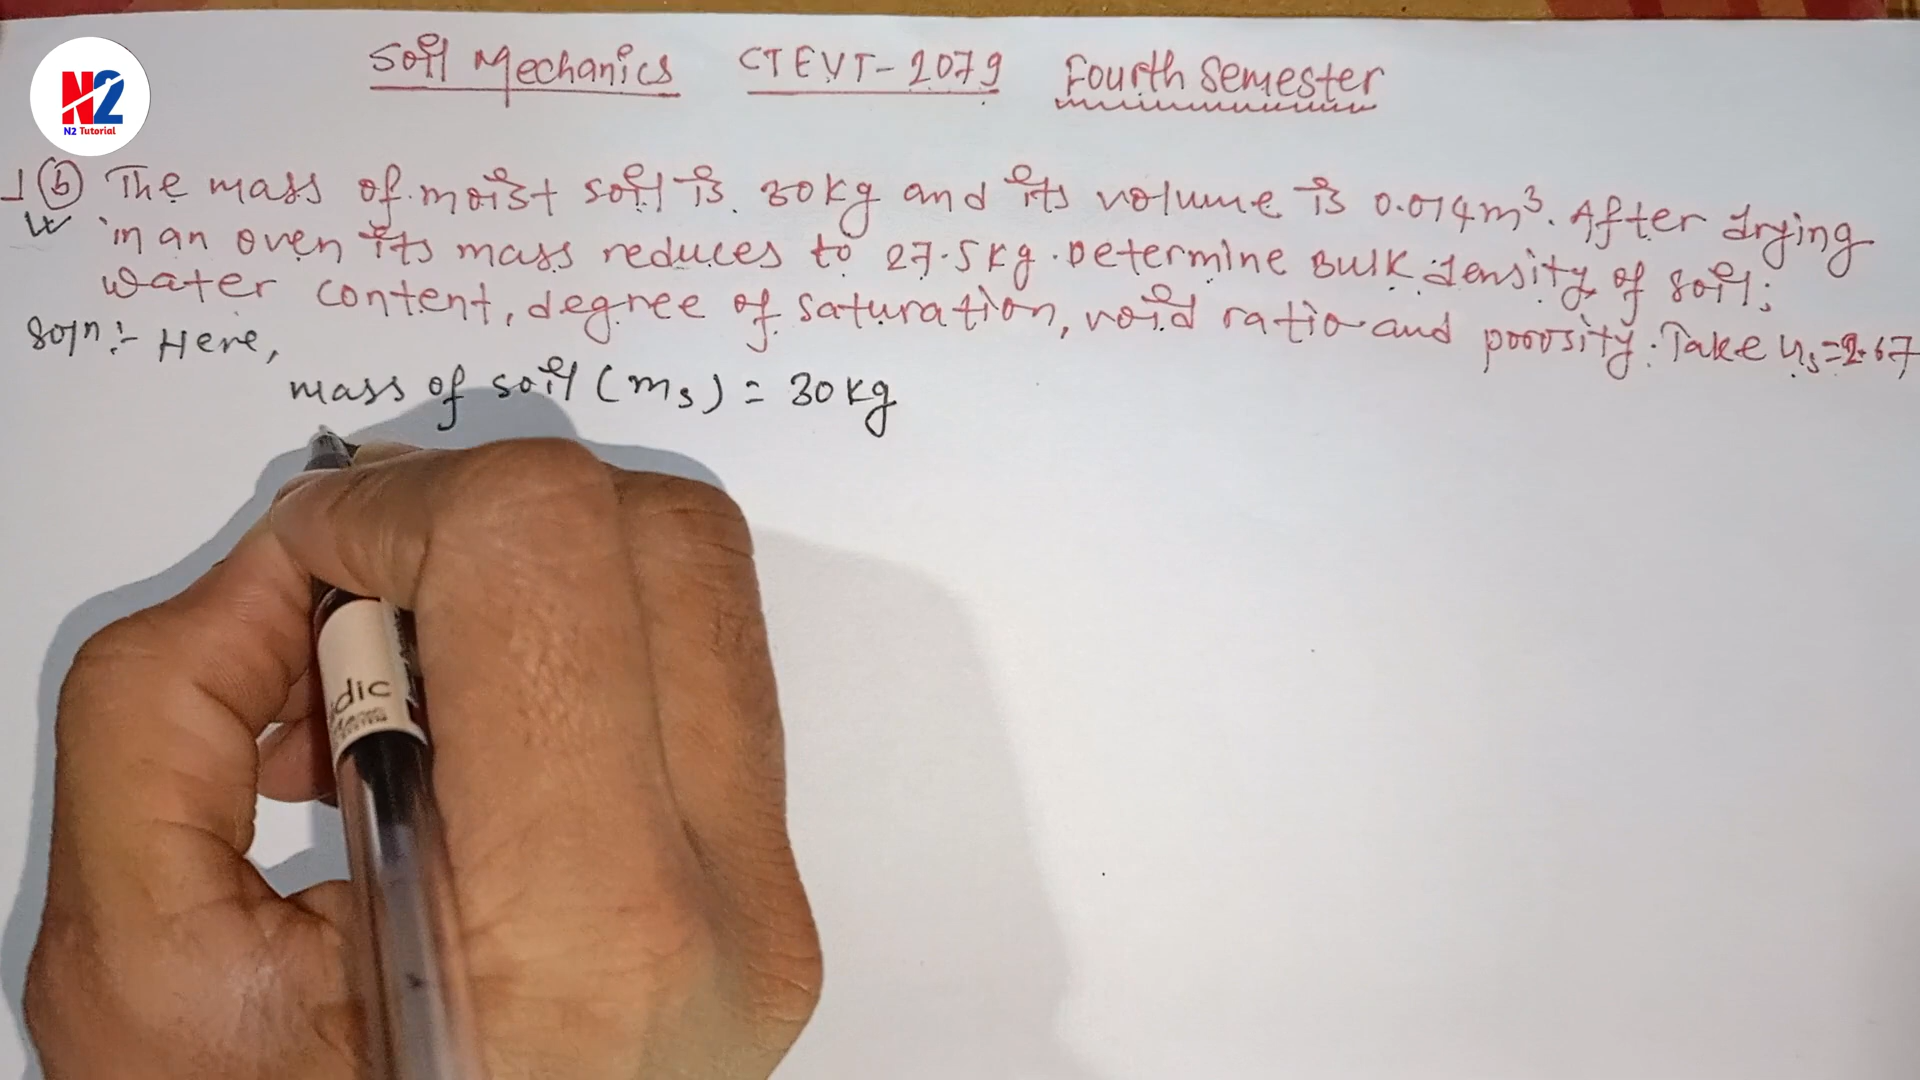 Soil Mechanics CTEVT-2079 Fourth Semester
N2
N2 Tutorial
1 (b) The mass of moist soil is 30kg and its volume is 0.014m³. After drying
in an oven its mass reduces to 27.5kg. Determine Bulk density of soil;
water content, degree of saturation, void ratio and porosity. Take Gs=2.67
Soln:- Here,
mass of soil (ms) = 30kg
dic